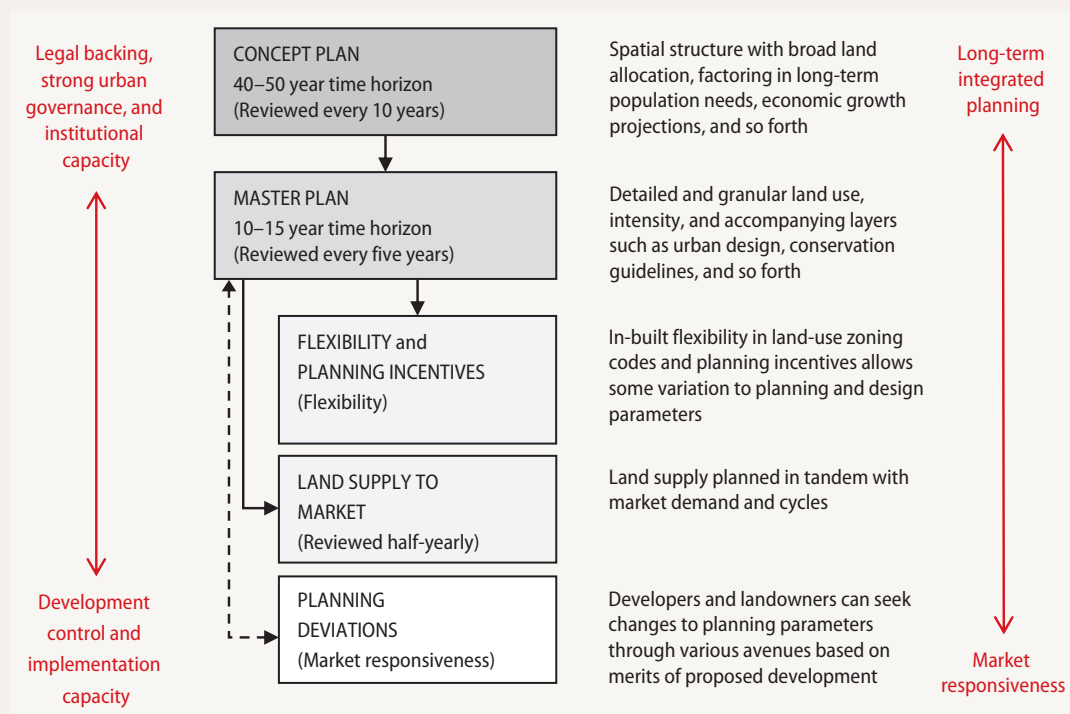 Legal backing,
strong urban
governance, and
institutional
capacity
Development
control and
implementation
capacity
CONCEPT PLAN
40–50 year time horizon
(Reviewed every 10 years)
Spatial structure with broad land
allocation, factoring in long-term
population needs, economic growth
projections, and so forth
MASTER PLAN
10–15 year time horizon
(Reviewed every five years)
Detailed and granular land use,
intensity, and accompanying layers
such as urban design, conservation
guidelines, and so forth
FLEXIBILITY and
PLANNING INCENTIVES
(Flexibility)
In-built flexibility in land-use zoning
codes and planning incentives allows
some variation to planning and design
parameters
LAND SUPPLY TO
MARKET
(Reviewed half-yearly)
Land supply planned in tandem with
market demand and cycles
PLANNING
DEVIATIONS
(Market responsiveness)
Developers and landowners can seek
changes to planning parameters
through various avenues based on
merits of proposed development
Long-term
integrated
planning
Market
responsiveness